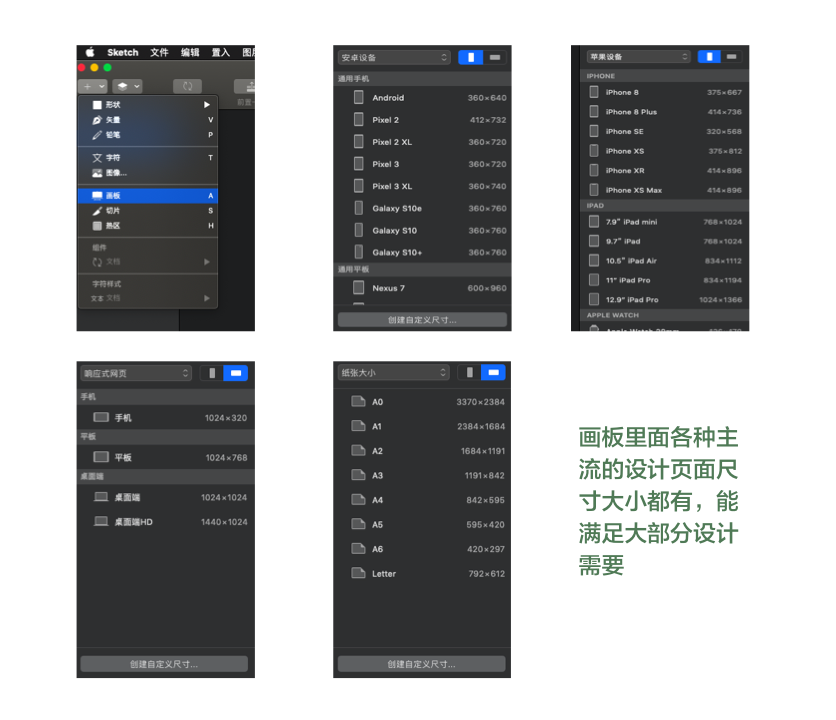 Sketch 文件 编辑 置入
形状
矢量 V
铅笔 P
字符 T
图像...
画板 A
切片 S
热区 H
组件
文档
字符样式
文本 文档
安卓设备
通用手机
Android 360×640
Pixel 2 412×732
Pixel 2 XL 360×720
Pixel 3 360×720
Pixel 3 XL 360×740
Galaxy S10e 360×760
Galaxy S10 360×760
Galaxy S10+ 360×760
通用平板
Nexus 7 600×960
创建自定义尺寸...
苹果设备
IPHONE
iPhone 8 375×667
iPhone 8 Plus 414×736
iPhone SE 320×568
iPhone XS 375×812
iPhone XR 414×896
iPhone XS Max 414×896
IPAD
7.9" iPad mini 768×1024
9.7" iPad 768×1024
10.5" iPad Air 834×1112
11" iPad Pro 834×1194
12.9" iPad Pro 1024×1366
APPLE WATCH
响应式网页
手机
手机 1024×320
平板
平板 1024×768
桌面端
桌面端 1024×1024
桌面端HD 1440×1024
创建自定义尺寸...
纸张大小
A0 3370×2384
A1 2384×1684
A2 1684×1191
A3 1191×842
A4 842×595
A5 595×420
A6 420×297
Letter 792×612
创建自定义尺寸...
画板里面各种主
流的设计页面尺
寸大小都有，能
满足大部分设计
需要